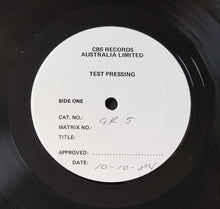 CBS RECORDS
AUSTRALIA LIMITED
TEST PRESSING
SIDE ONE
CAT. NO.: GR 5
MATRIX NO.:
TITLE:
APPROVED:
DATE: 10-10-84